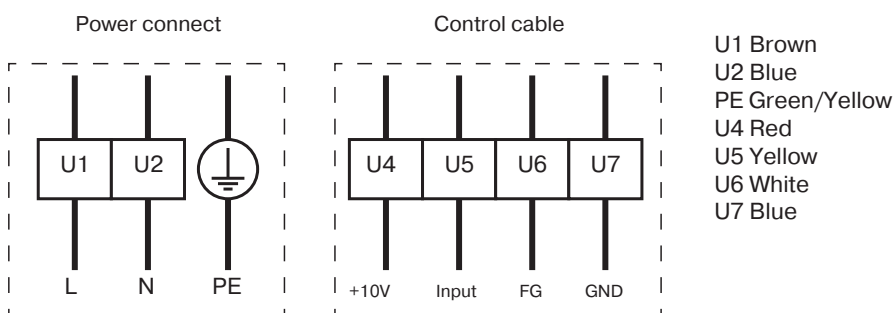 Power connect
Control cable
U1 U2
U4 U5 U6 U7
L N PE
+10V Input FG GND
U1 Brown
U2 Blue
PE Green/Yellow
U4 Red
U5 Yellow
U6 White
U7 Blue